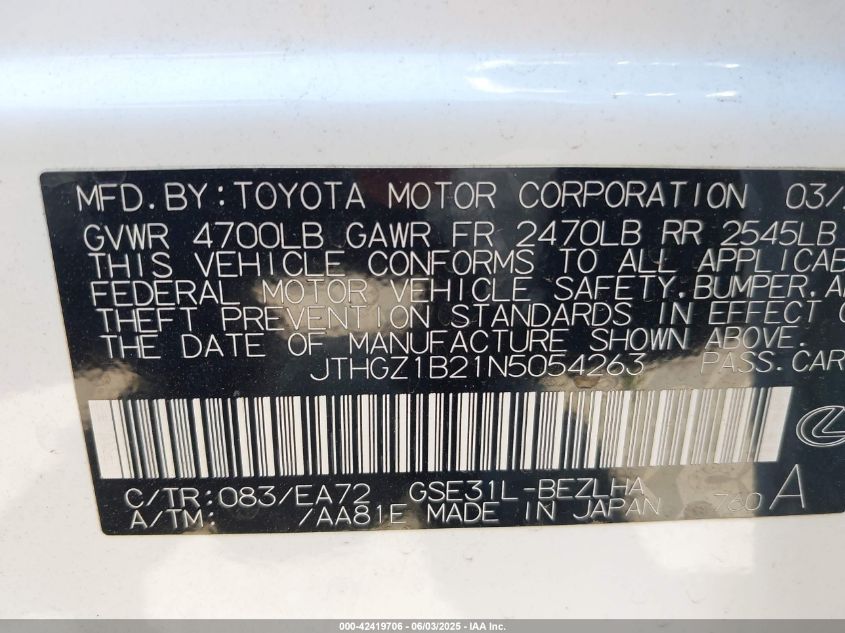 MFD.BY:TOYOTA MOTOR CORPORATION 03/
GVWR 4700LB GAWR FR 2470LB RR 2545LB
THIS VEHICLE CONFORMS TO ALL APPLICAB
FEDERAL MOTOR VEHICLE SAFETY.BUMPER.A
THEFT PREVENTION STANDARDS IN EFFECT
THE DATE OF MANUFACTURE SHOWN ABOVE.
JTHGZ1B21N5054263 PASS.CAR
C/TR:083/EA72 GSE31L-BEZLHA
A/TM: /AA81E MADE IN JAPAN 760 A
000-42419706 - 06/03/2025 - IAA Inc.